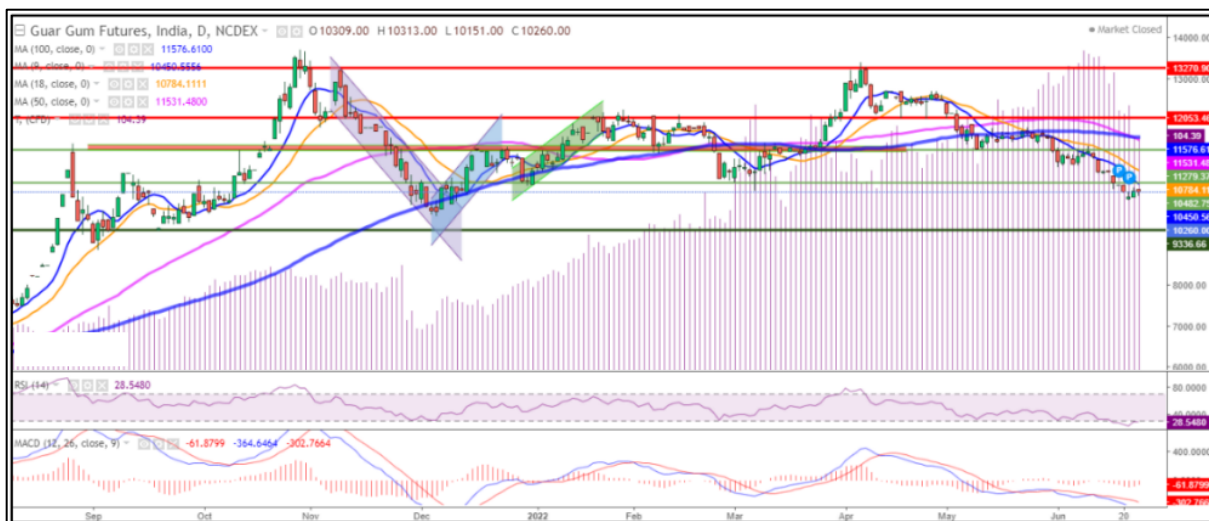 Guar Gum Futures, India, D, NCDEX O10309.00 H10313.00 L10151.00 C10260.00
Market Closed
MA (100, close, 0) 11576.6100
MA (9, close, 0) 10450.5556
MA (18, close, 0) 10784.1111
MA (50, close, 0) 11531.4800
(CFD) 104.39
14000.00
13270.90
12053.46
104.39
11576.61
11531.48
11279.37
10784.11
10482.75
10450.56
10260.00
9336.66
8000.00
7000.00
6000.00
P P
RSI (14) 28.5480
80.0000
40.0000
28.5480
MACD (12, 26, close, 9) -61.8799 -364.6464 -302.7664
400.0000
-61.8799
-302.766
Sep Oct Nov Dec 2022 Feb Mar Apr May Jun 20